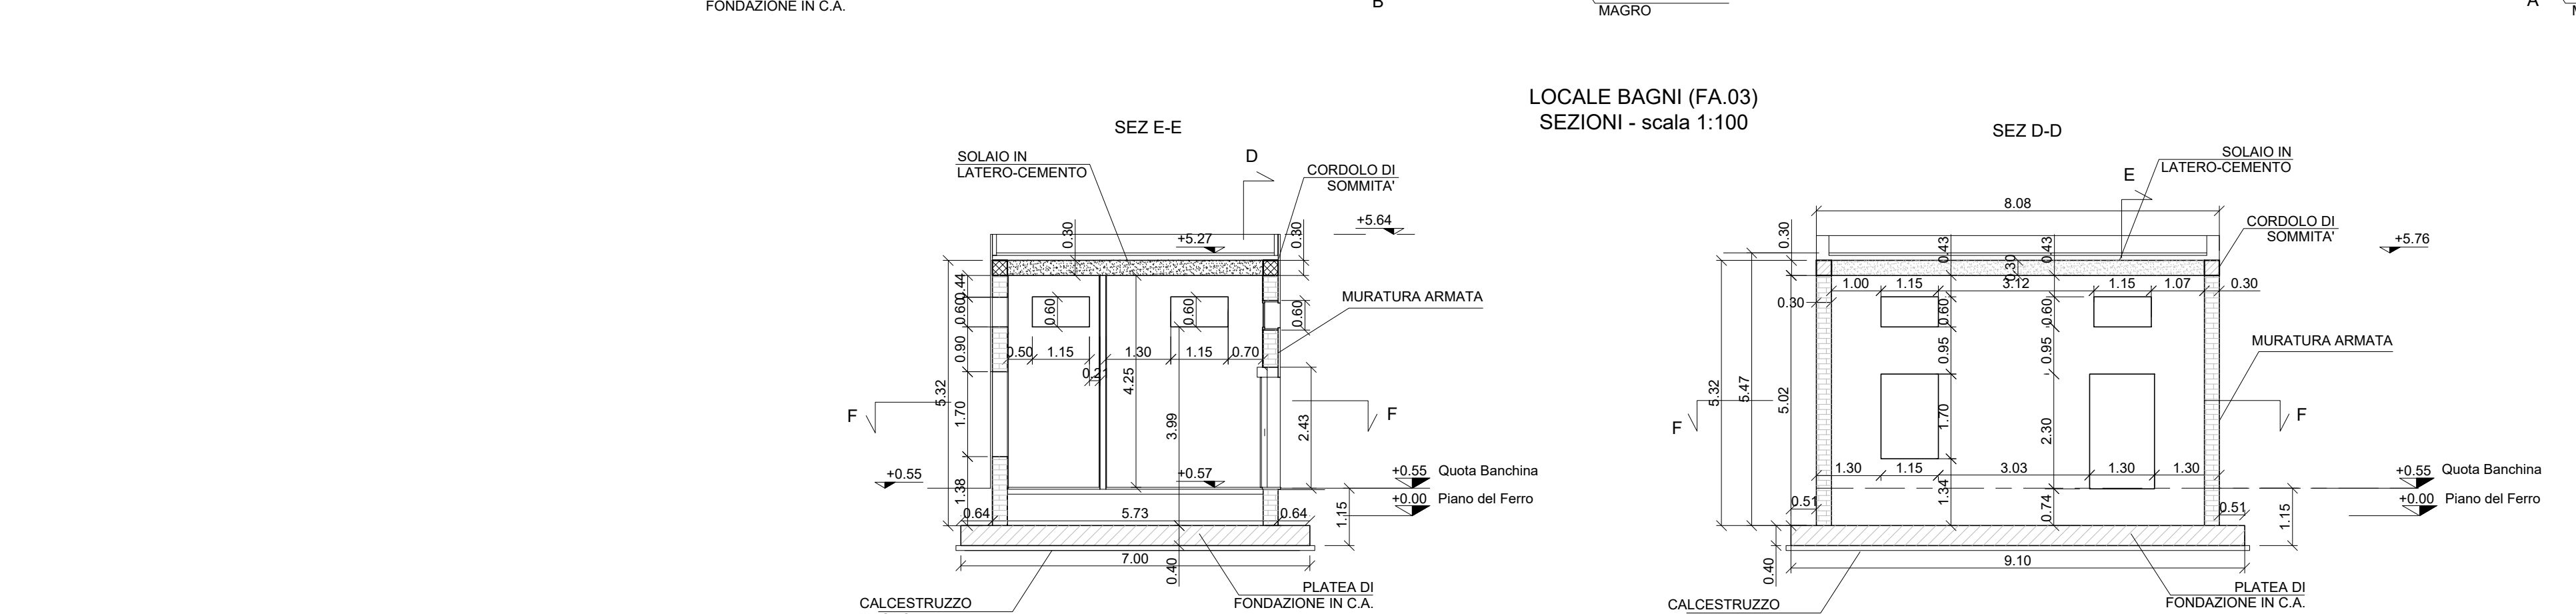 FONDAZIONE IN C.A.
B
MAGRO
A
LOCALE BAGNI (FA.03)
SEZIONI - scala 1:100
SEZ E-E
SOLAIO IN
LATERO-CEMENTO
D
CORDOLO DI
SOMMITA'
+5.64
+5.27
0.30
0.30
MURATURA ARMATA
0.44
0.60
0.90
1.70
1.38
5.32
0.60
0.60
0.60
0.50
1.15
0.21
1.30
1.15
0.70
4.25
3.99
2.43
F
F
+0.55
+0.57
+0.55 Quota Banchina
+0.00 Piano del Ferro
0.64
5.73
0.64
1.15
7.00
0.40
CALCESTRUZZO
PLATEA DI
FONDAZIONE IN C.A.
SEZ D-D
SOLAIO IN
LATERO-CEMENTO
E
8.08
CORDOLO DI
SOMMITA'
+5.76
0.30
0.43
0.43
0.30
1.00
1.15
3.12
1.15
1.07
0.30
0.30
0.60
0.60
MURATURA ARMATA
0.95
0.95
5.32
5.47
5.02
1.70
2.30
F
F
1.30
1.15
3.03
1.30
1.30
+0.55 Quota Banchina
+0.00 Piano del Ferro
1.34
0.74
0.51
0.51
1.15
0.40
9.10
CALCESTRUZZO
PLATEA DI
FONDAZIONE IN C.A.